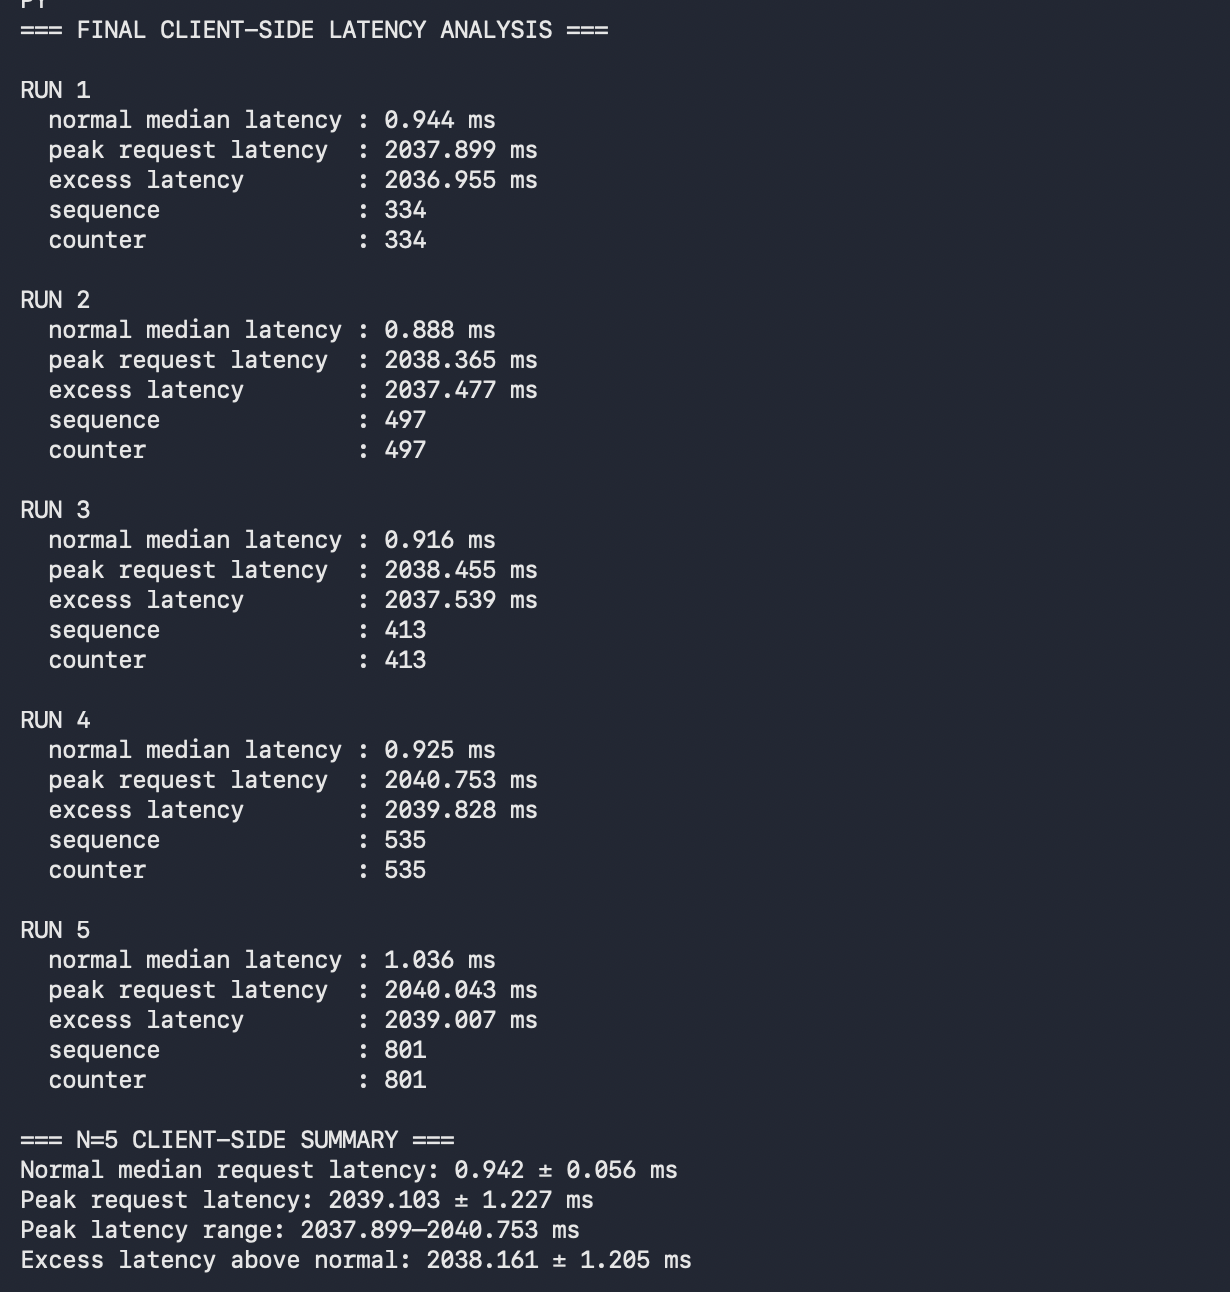 PY
=== FINAL CLIENT-SIDE LATENCY ANALYSIS ===
RUN 1
normal median latency : 0.944 ms
peak request latency : 2037.899 ms
excess latency : 2036.955 ms
sequence : 334
counter : 334
RUN 2
normal median latency : 0.888 ms
peak request latency : 2038.365 ms
excess latency : 2037.477 ms
sequence : 497
counter : 497
RUN 3
normal median latency : 0.916 ms
peak request latency : 2038.455 ms
excess latency : 2037.539 ms
sequence : 413
counter : 413
RUN 4
normal median latency : 0.925 ms
peak request latency : 2040.753 ms
excess latency : 2039.828 ms
sequence : 535
counter : 535
RUN 5
normal median latency : 1.036 ms
peak request latency : 2040.043 ms
excess latency : 2039.007 ms
sequence : 801
counter : 801
=== N=5 CLIENT-SIDE SUMMARY ===
Normal median request latency: 0.942 ± 0.056 ms
Peak request latency: 2039.103 ± 1.227 ms
Peak latency range: 2037.899–2040.753 ms
Excess latency above normal: 2038.161 ± 1.205 ms